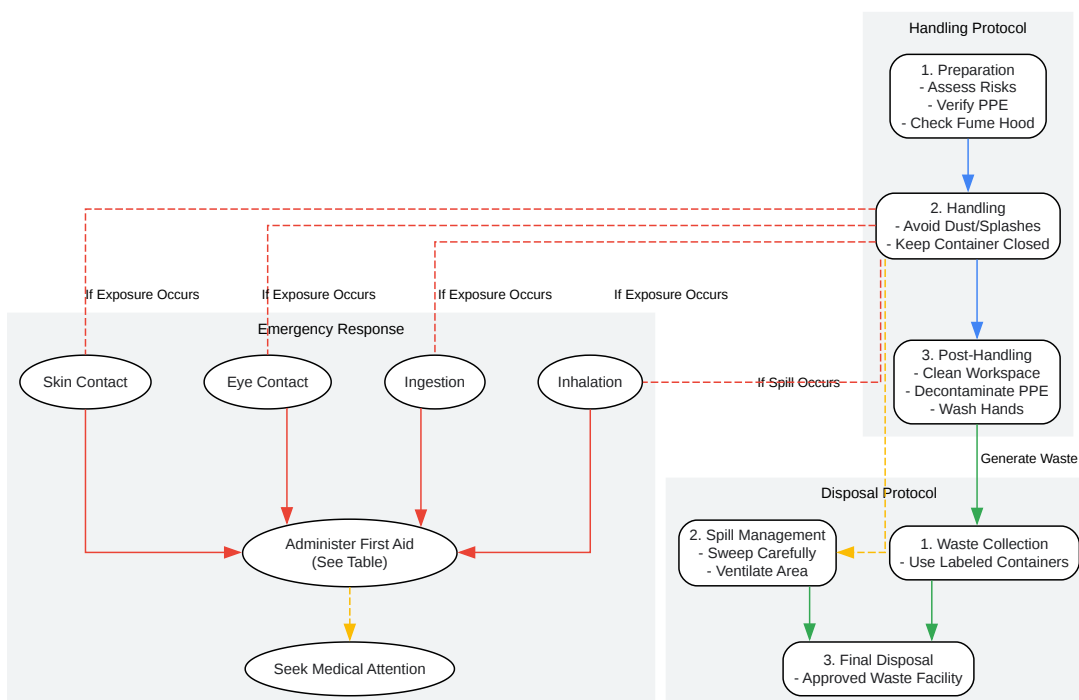 Handling Protocol
1. Preparation
- Assess Risks
- Verify PPE
- Check Fume Hood
2. Handling
- Avoid Dust/Splashes
- Keep Container Closed
If Exposure Occurs
If Exposure Occurs
If Exposure Occurs
If Exposure Occurs
Emergency Response
Skin Contact
Eye Contact
Ingestion
Inhalation
If Spill Occurs
3. Post-Handling
- Clean Workspace
- Decontaminate PPE
- Wash Hands
Generate Waste
Disposal Protocol
Administer First Aid
(See Table)
2. Spill Management
- Sweep Carefully
- Ventilate Area
1. Waste Collection
- Use Labeled Containers
Seek Medical Attention
3. Final Disposal
- Approved Waste Facility